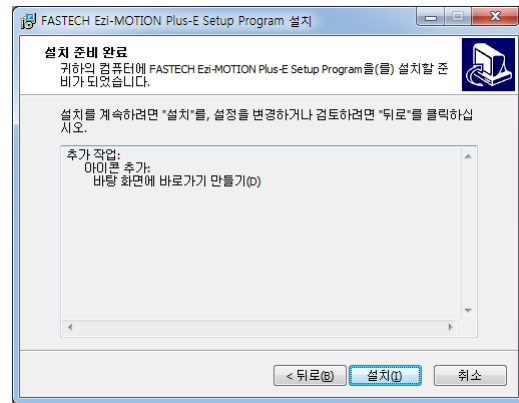 FASTECH Ezi-MOTION Plus-E Setup Program 설치
설치 준비 완료
귀하의 컴퓨터에 FASTECH Ezi-MOTION Plus-E Setup Program을(를) 설치할 준
비가 되었습니다.
설치를 계속하려면 "설치"를, 설정을 변경하거나 검토하려면 "뒤로"를 클릭하십
시오.
추가 작업:
아이콘 추가:
바탕 화면에 바로가기 만들기(D)
< 뒤로(B) 설치(I) 취소